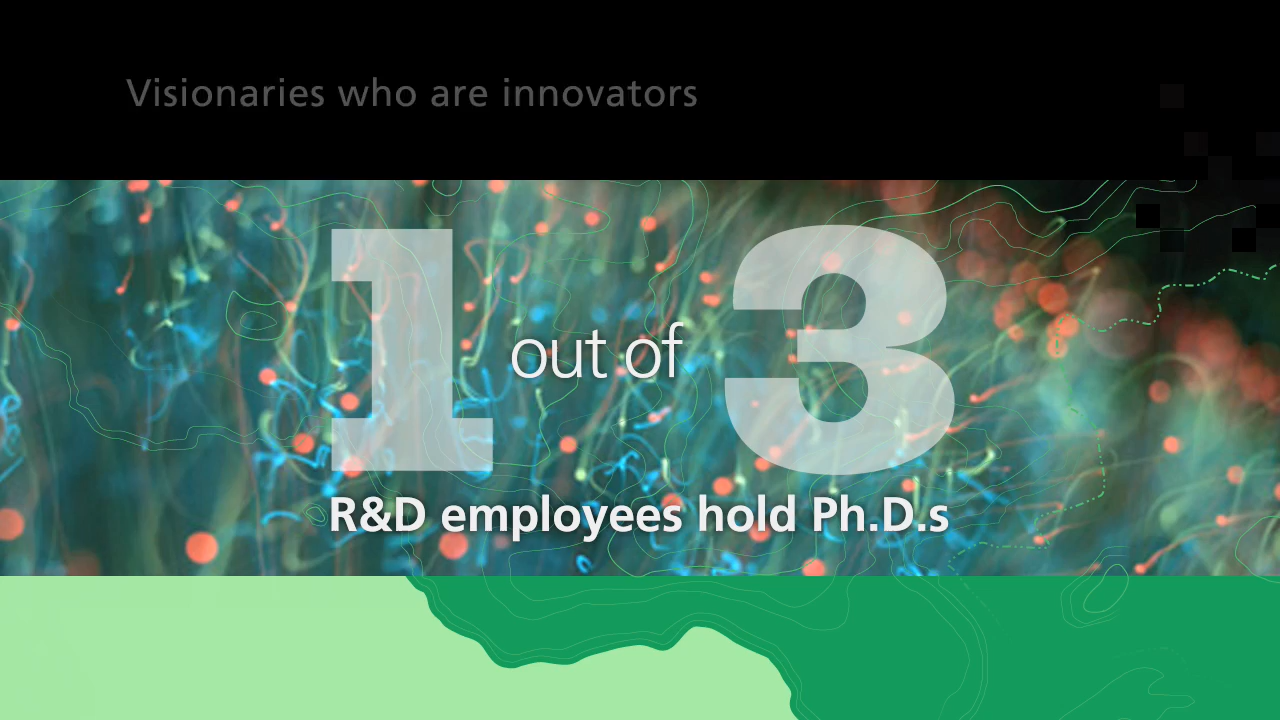 Visionaries who are innovators
1 out of 3
R&D employees hold Ph.D.s